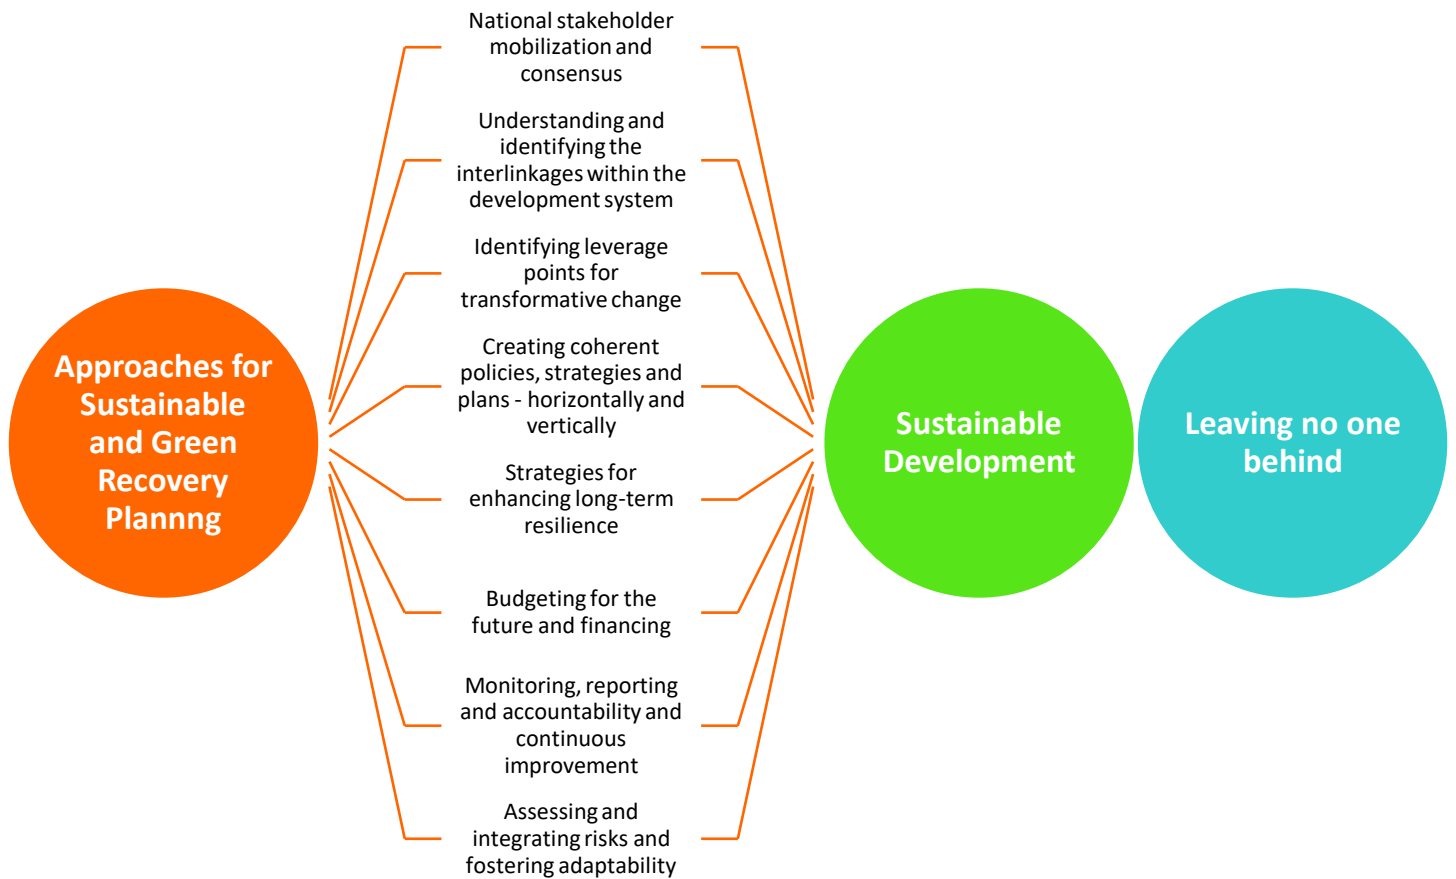 National stakeholder
mobilization and
consensus
Understanding and
identifying the
interlinkages within the
development system
Identifying leverage
points for
transformative change
Creating coherent
policies, strategies and
plans - horizontally and
vertically
Strategies for
enhancing long-term
resilience
Budgeting for the
future and financing
Monitoring, reporting
and accountability and
continuous
improvement
Assessing and
integrating risks and
fostering adaptability
Approaches for
Sustainable
and Green
Recovery
Plannng
Sustainable
Development
Leaving no one
behind